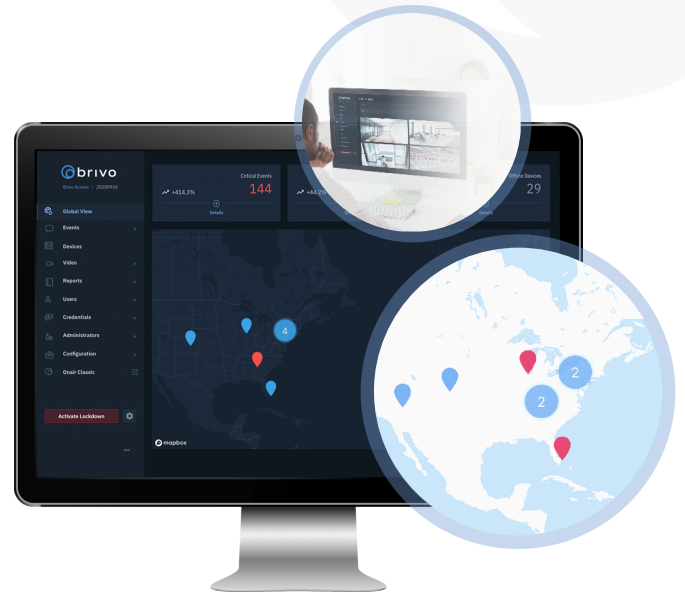 brivo
Brivo Access | 20200924
Global View
Events
Devices
Video
Reports
Users
Credentials
Administrators
Configuration
Onair Classic
Activate Lockdown
Critical Events
+414.3%
144
Details
+44.2%
Offline Devices
29
Details
4
mapbox
brivo
2
2